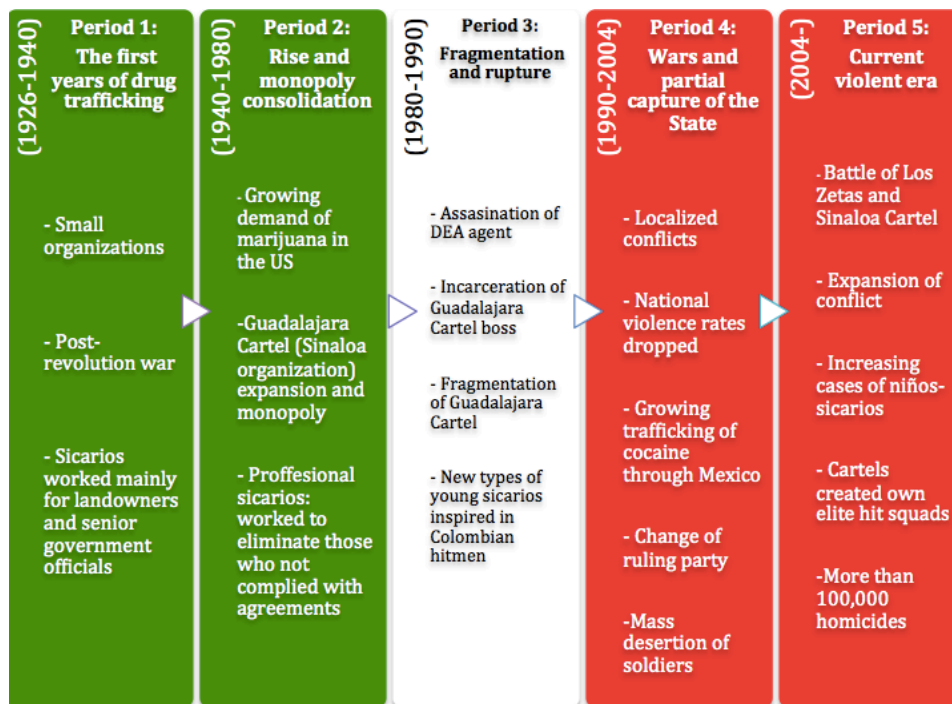 (1926-1940)
Period 1:
The first
years of drug
trafficking
- Small
organizations
- Post-
revolution war
- Sicarios
worked mainly
for landowners
and senior
government
officials
(1940-1980)
Period 2:
Rise and
monopoly
consolidation
- Growing
demand of
marijuana in
the US
-Guadalajara
Cartel (Sinaloa
organization)
expansion and
monopoly
- Proffesional
sicarios:
worked to
eliminate those
who not
complied with
agreements
(1980-1990)
Period 3:
Fragmentation
and rupture
- Assasination of
DEA agent
- Incarceration of
Guadalajara
Cartel boss
- Fragmentation
of Guadalajara
Cartel
- New types of
young sicarios
inspired in
Colombian
hitmen
(1990-2004)
Period 4:
Wars and
partial
capture of the
State
- Localized
conflicts
- National
violence rates
dropped
- Growing
trafficking of
cocaine
through Mexico
- Change of
ruling party
-Mass
desertion of
soldiers
(2004-)
Period 5:
Current
violent era
- Battle of Los
Zetas and
Sinaloa Cartel
- Expansion of
conflict
- Increasing
cases of niños-
sicarios
- Cartels
created own
elite hit squads
-More than
100,000
homicides